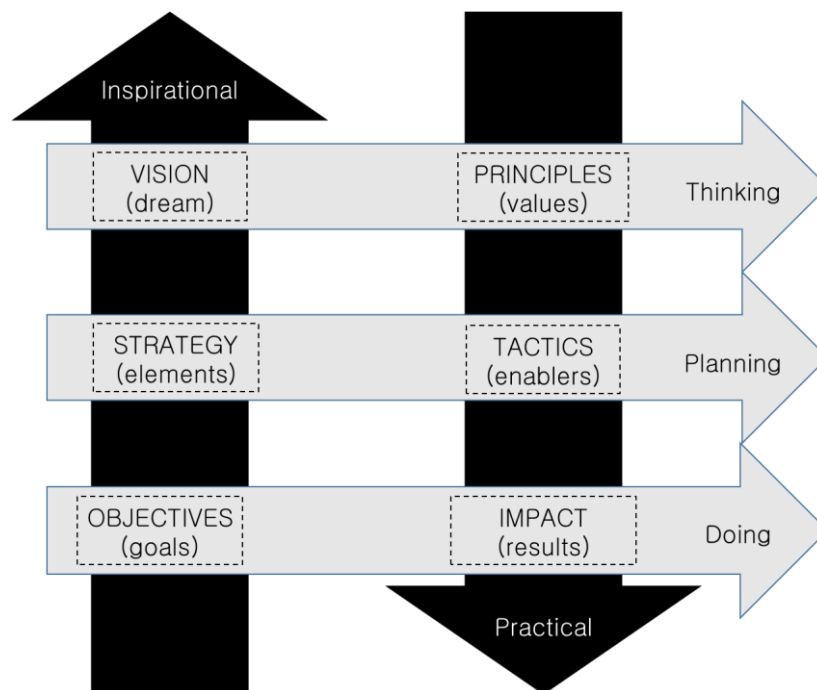 Inspirational
VISION
(dream)
PRINCIPLES
(values)
Thinking
STRATEGY
(elements)
TACTICS
(enablers)
Planning
OBJECTIVES
(goals)
IMPACT
(results)
Doing
Practical